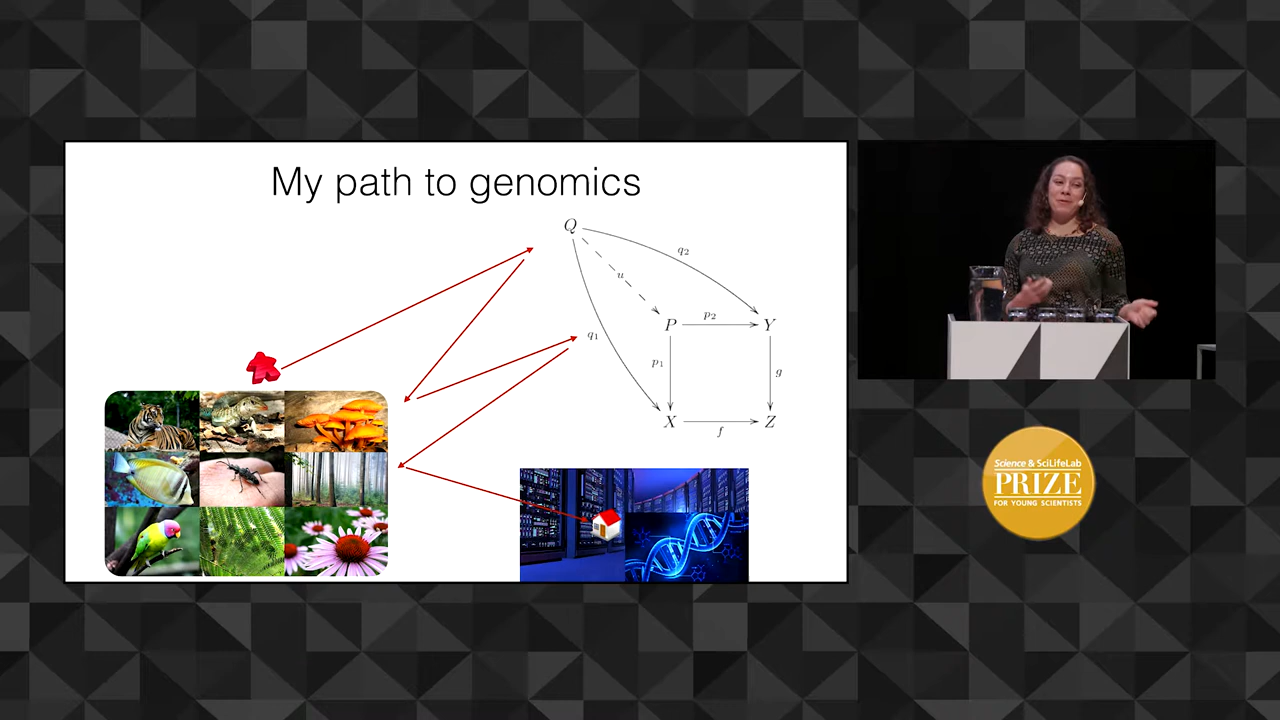 My path to genomics
Q
q2
u
q1
P
p2
Y
p1
g
X
f
Z
Science & SciLifeLab
PRIZE
FOR YOUNG SCIENTISTS